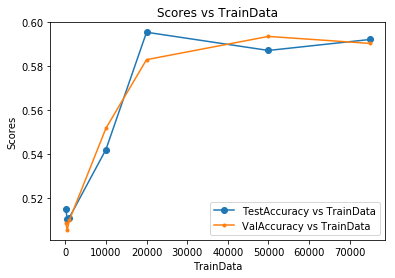 Scores vs TrainData
0.60
0.58
0.56
0.54
0.52
Scores
TestAccuracy vs TrainData
ValAccuracy vs TrainData
0 10000 20000 30000 40000 50000 60000 70000
TrainData